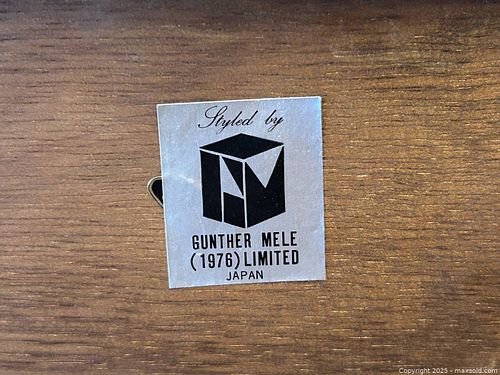 Styled by
GUNTHER MELE
(1976) LIMITED
JAPAN
Copyright 2025 - maxsold.com